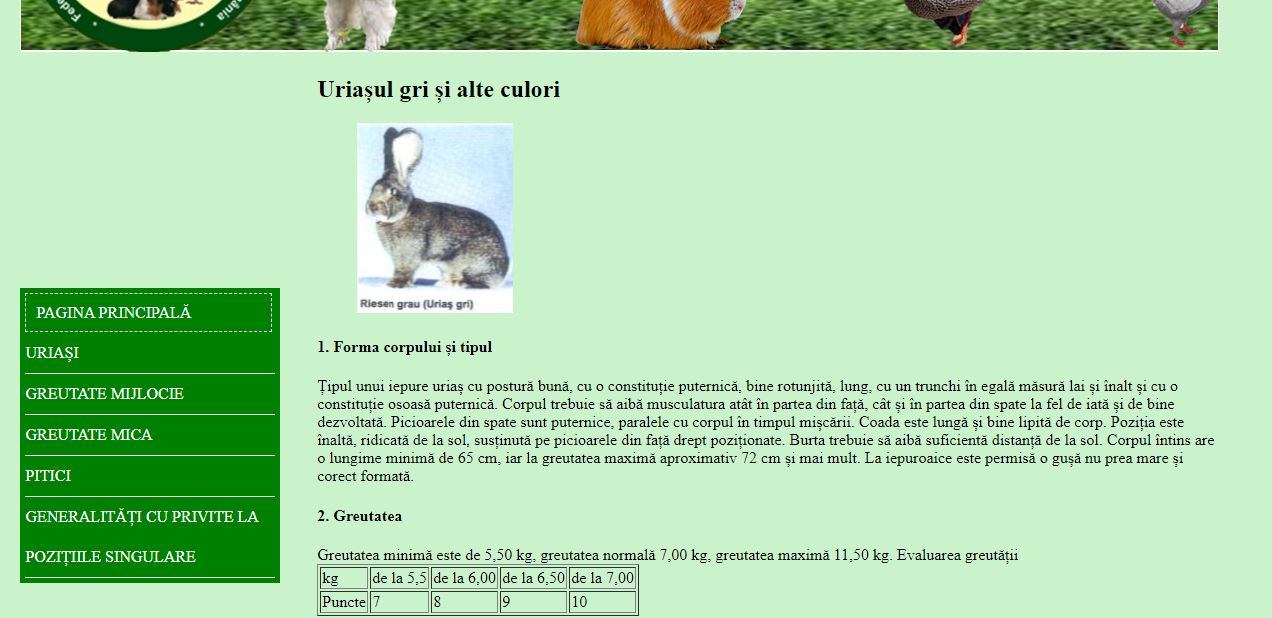 Fede
mânia
Uriașul gri și alte culori
Riesen grau (Uriaş gri)
PAGINA PRINCIPALĂ
URIAȘI
GREUTATE MIJLOCIE
GREUTATE MICA
PITICI
GENERALITĂȚI CU PRIVITE LA
POZIȚIILE SINGULARE
1. Forma corpului și tipul
Țipul unui iepure uriaș cu postură bună, cu o constituție puternică, bine rotunjită, lung, cu un trunchi în egală măsură lai și înalt și cu o
constituție osoasă puternică. Corpul trebuie să aibă musculatura atât în partea din față, cât și în partea din spate la fel de iată și de bine
dezvoltată. Picioarele din spate sunt puternice, paralele cu corpul în timpul mișcării. Coada este lungă și bine lipită de corp. Poziția este
înaltă, ridicată de la sol, susținută pe picioarele din față drept poziționate. Burta trebuie să aibă suficientă distanță de la sol. Corpul întins are
o lungime minimă de 65 cm, iar la greutatea maximă aproximativ 72 cm și mai mult. La iepuroaice este permisă o gușă nu prea mare și
corect formată.
2. Greutatea
Greutatea minimă este de 5,50 kg, greutatea normală 7,00 kg, greutatea maximă 11,50 kg. Evaluarea greutății
kg de la 5,5 de la 6,00 de la 6,50 de la 7,00
Puncte 7 8 9 10